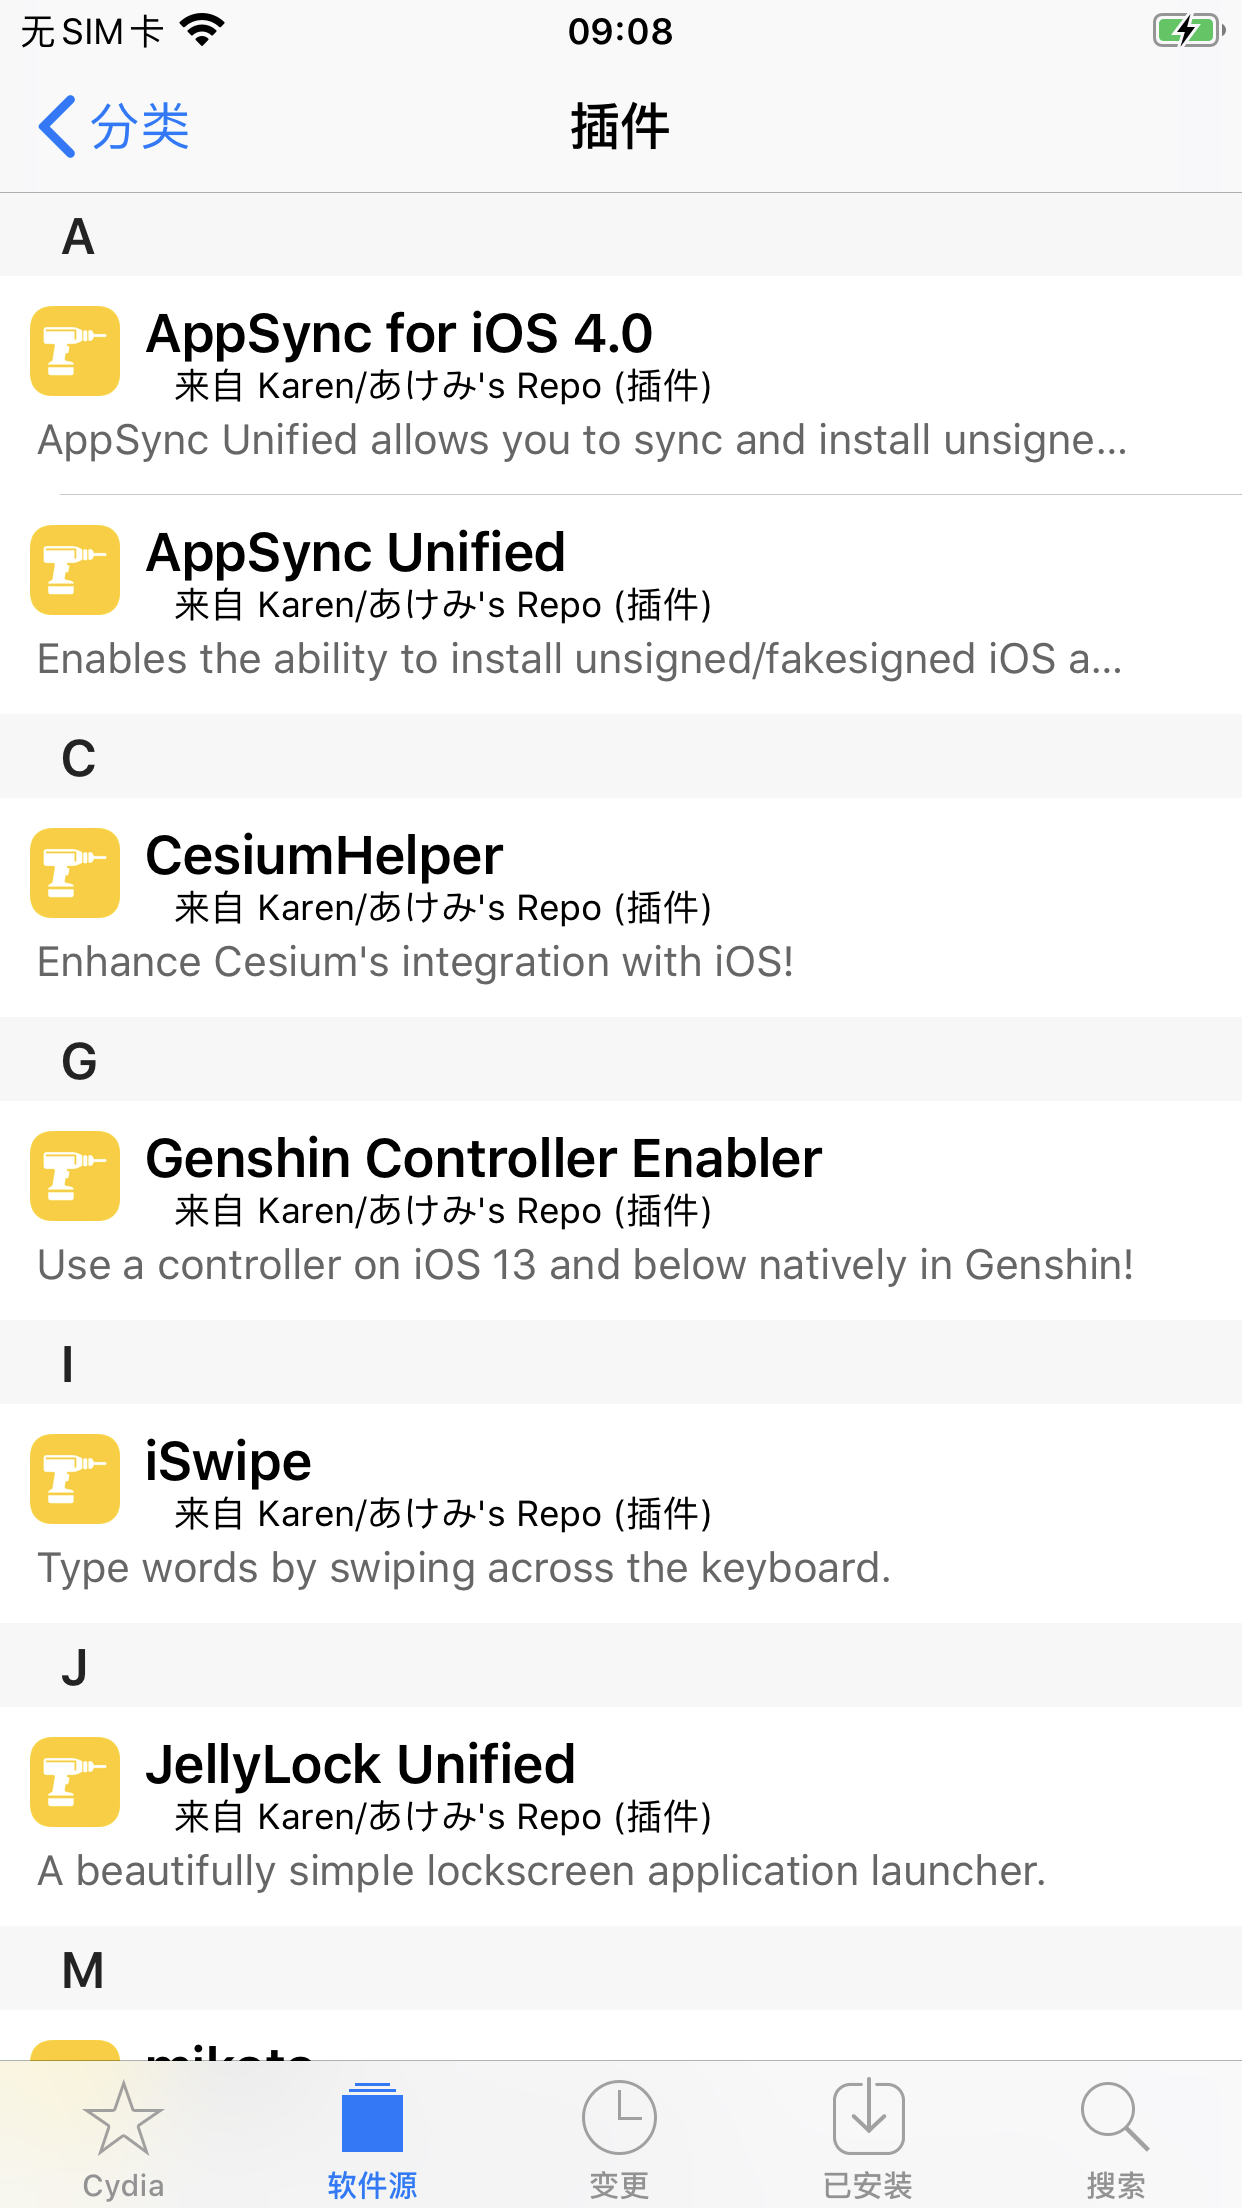 无SIM卡
09:08
分类
插件
A
AppSync for iOS 4.0
来自 Karen/あけみ's Repo (插件)
AppSync Unified allows you to sync and install unsigne...
AppSync Unified
来自 Karen/あけみ's Repo (插件)
Enables the ability to install unsigned/fakesigned iOS a...
C
CesiumHelper
来自 Karen/あけみ's Repo (插件)
Enhance Cesium's integration with iOS!
G
Genshin Controller Enabler
来自 Karen/あけみ's Repo (插件)
Use a controller on iOS 13 and below natively in Genshin!
I
iSwipe
来自 Karen/あけみ's Repo (插件)
Type words by swiping across the keyboard.
J
JellyLock Unified
来自 Karen/あけみ's Repo (插件)
A beautifully simple lockscreen application launcher.
M
Cydia
软件源
变更
已安装
搜索